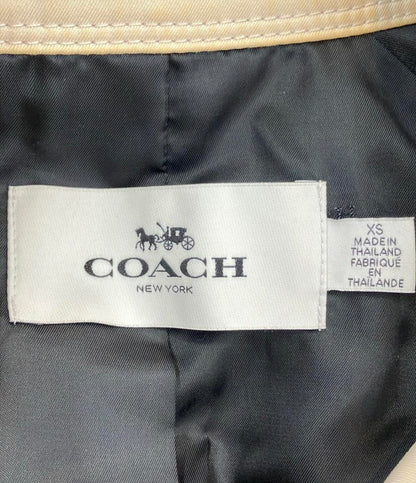 COACH
NEW YORK
XS
MADE IN
THAILAND
FABRIQUÉ
EN
THAÏLANDE